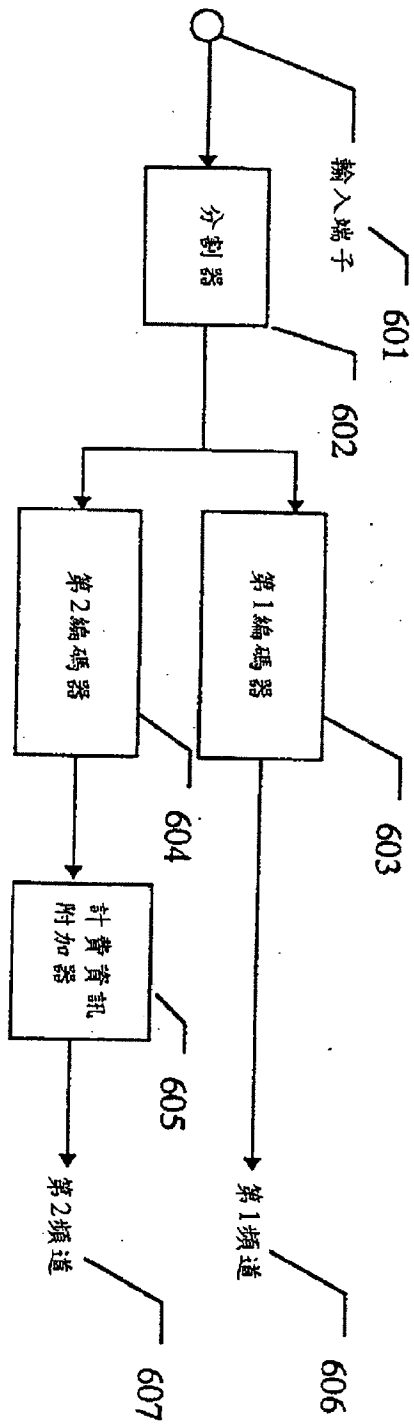 輸入端子
601
分割器
602
第1編碼器
603
第2編碼器
604
計費資訊
附加器
605
第1頻道
606
第2頻道
607